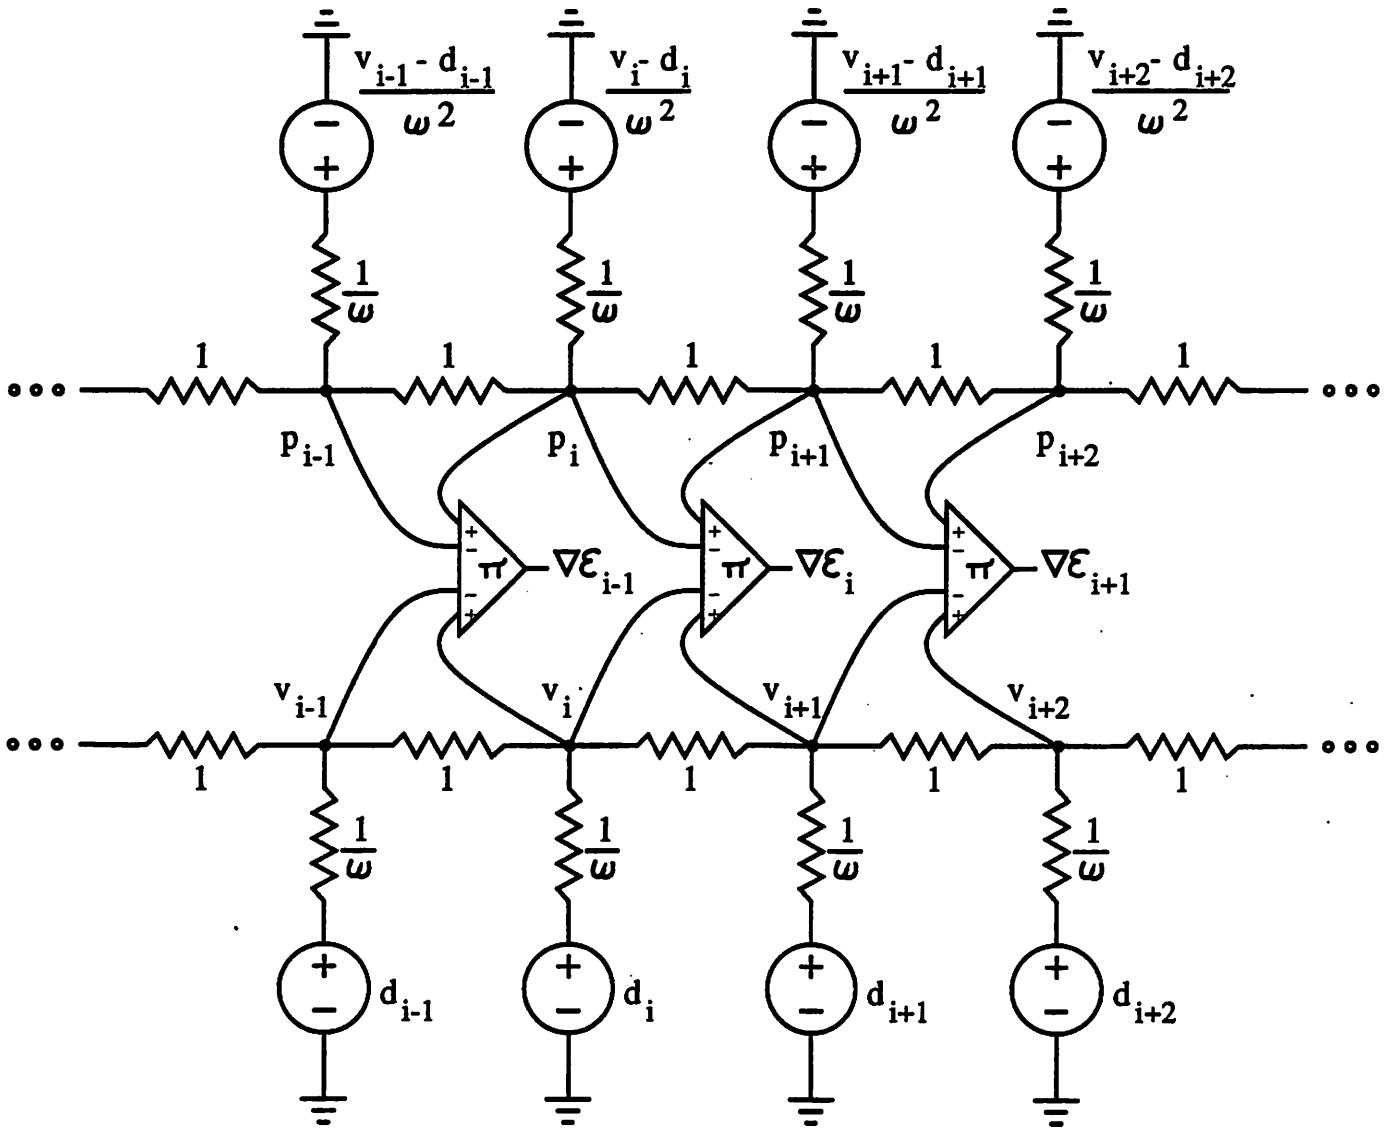 v_{i-1} - d_{i-1} v_i - d_i v_{i+1} - d_{i+1} v_{i+2} - d_{i+2}
ω² ω² ω² ω²
− − − −
+ + + +
1/ω 1/ω 1/ω 1/ω
1 1 1 1 1
p_{i-1} p_i p_{i+1} p_{i+2}
+ + +
− − −
π ∇ℰ_{i-1} π ∇ℰ_i π ∇ℰ_{i+1}
− − −
+ + +
v_{i-1} v_i v_{i+1} v_{i+2}
1 1 1 1 1
1/ω 1/ω 1/ω 1/ω
+ + + +
− − − −
d_{i-1} d_i d_{i+1} d_{i+2}